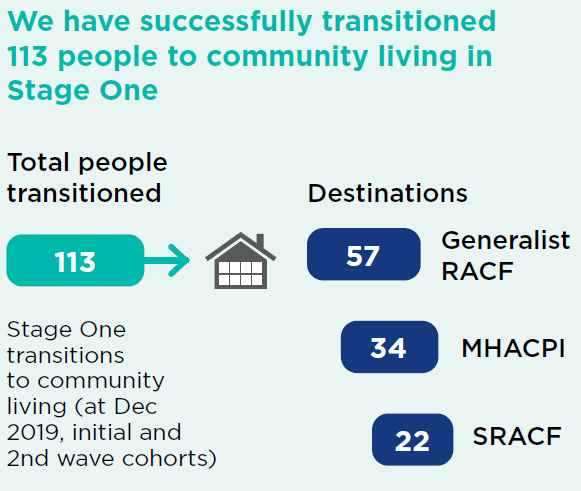 We have successfully transitioned
113 people to community living in
Stage One
Total people
transitioned
113
Stage One
transitions
to community
living (at Dec
2019, initial and
2nd wave cohorts)
Destinations
57
Generalist
RACF
34
MHACPI
22
SRACF